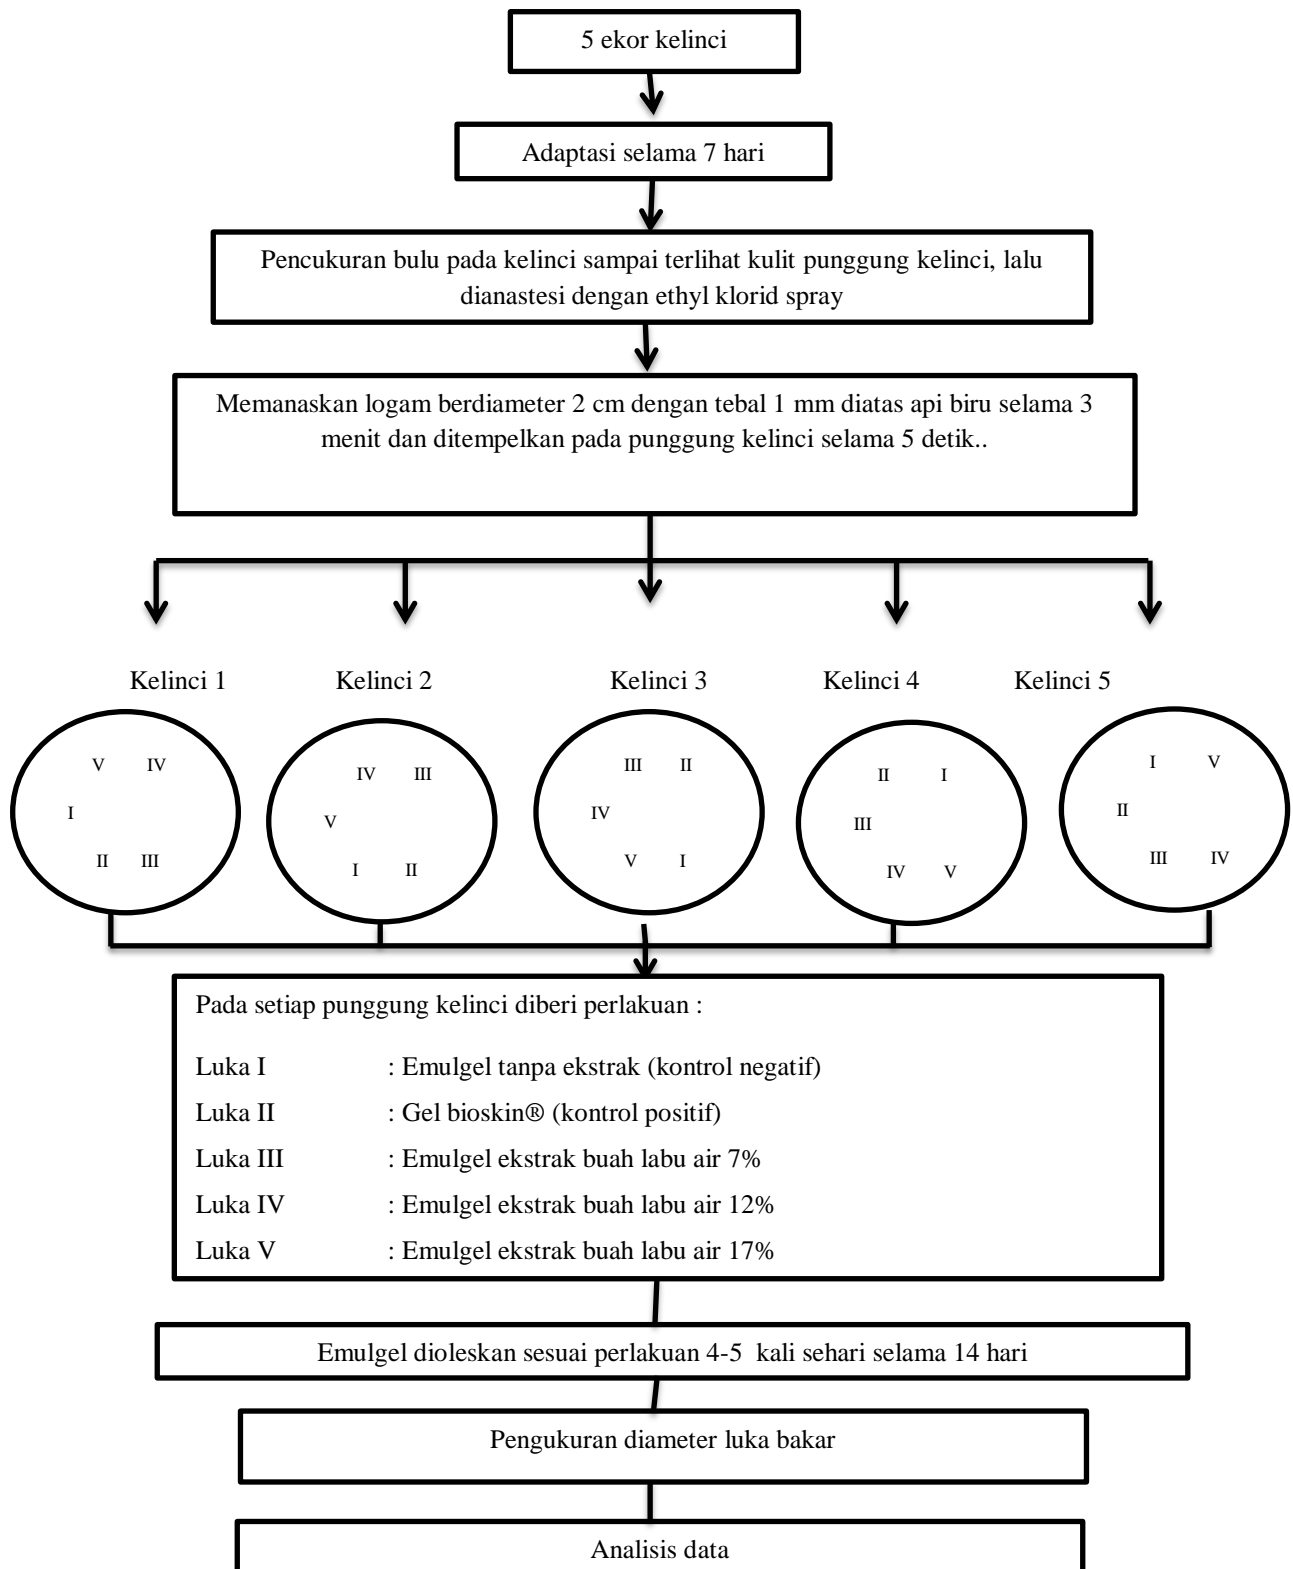 5 ekor kelinci
Adaptasi selama 7 hari
Pencukuran bulu pada kelinci sampai terlihat kulit punggung kelinci, lalu
dianastesi dengan ethyl klorid spray
Memanaskan logam berdiameter 2 cm dengan tebal 1 mm diatas api biru selama 3
menit dan ditempelkan pada punggung kelinci selama 5 detik..
Kelinci 1
V IV
I
II III
Kelinci 2
IV III
V
I II
Kelinci 3
III II
IV
V I
Kelinci 4
II I
III
IV V
Kelinci 5
I V
II
III IV
Pada setiap punggung kelinci diberi perlakuan :
Luka I : Emulgel tanpa ekstrak (kontrol negatif)
Luka II : Gel bioskin® (kontrol positif)
Luka III : Emulgel ekstrak buah labu air 7%
Luka IV : Emulgel ekstrak buah labu air 12%
Luka V : Emulgel ekstrak buah labu air 17%
Emulgel dioleskan sesuai perlakuan 4-5 kali sehari selama 14 hari
Pengukuran diameter luka bakar
Analisis data